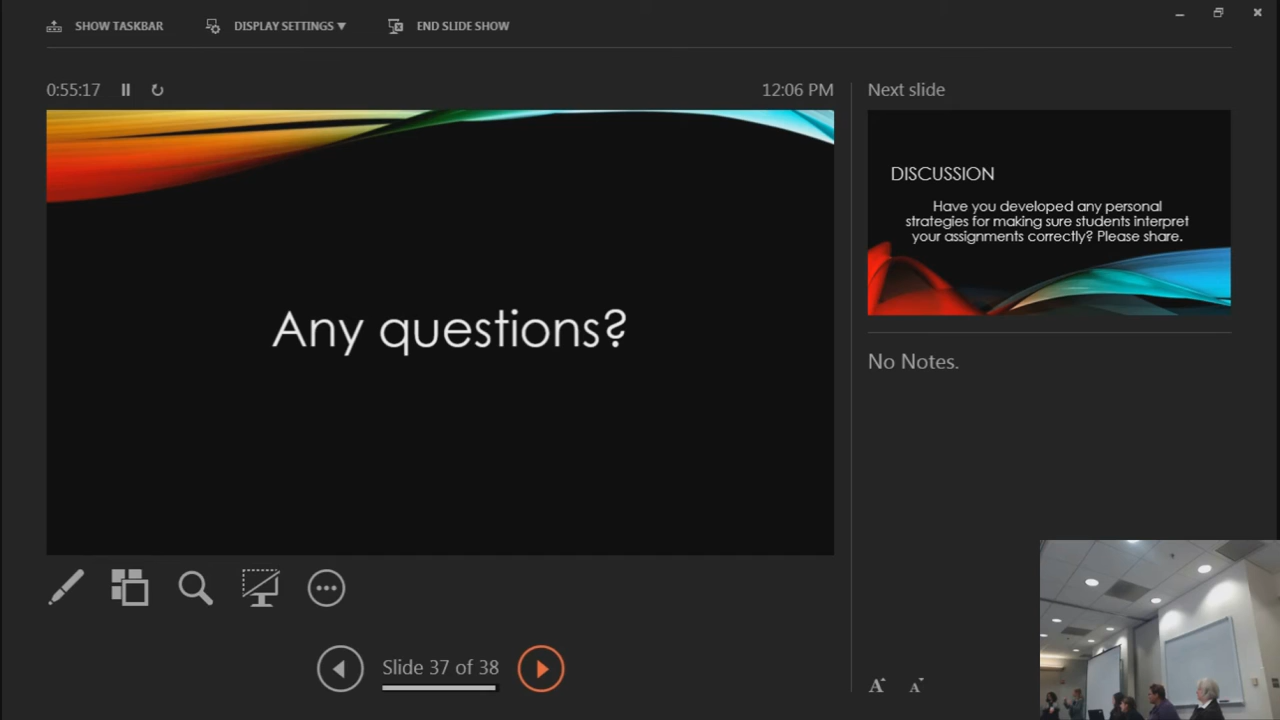 SHOW TASKBAR
DISPLAY SETTINGS ▼
END SLIDE SHOW
0:55:17
12:06 PM
Any questions?
Slide 37 of 38
Next slide
DISCUSSION
Have you developed any personal
strategies for making sure students interpret
your assignments correctly? Please share.
No Notes.
A A